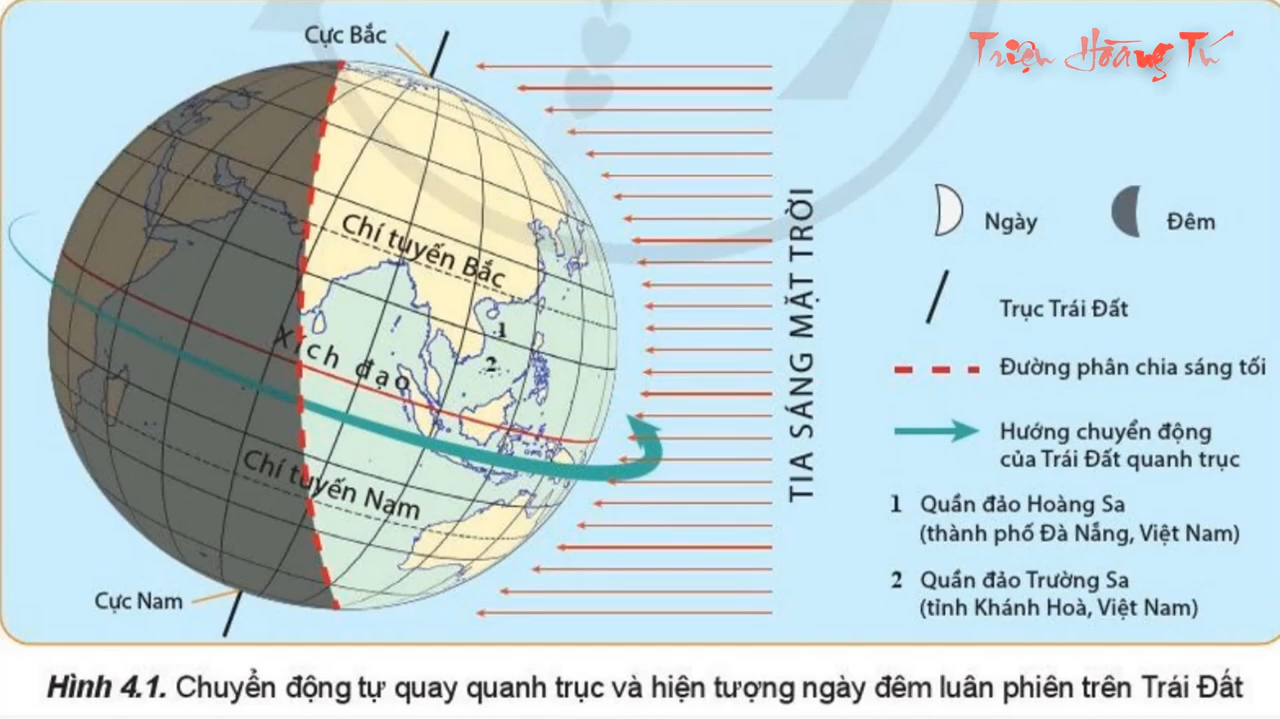 Triện Hoàng Tú
Cực Bắc
Chí tuyến Bắc
1
2
Xích đạo
Chí tuyến Nam
Cực Nam
TIA SÁNG MẶT TRỜI
Ngày
Đêm
Trục Trái Đất
Đường phân chia sáng tối
Hướng chuyển động
của Trái Đất quanh trục
1 Quần đảo Hoàng Sa
(thành phố Đà Nẵng, Việt Nam)
2 Quần đảo Trường Sa
(tỉnh Khánh Hoà, Việt Nam)
Hình 4.1. Chuyển động tự quay quanh trục và hiện tượng ngày đêm luân phiên trên Trái Đất